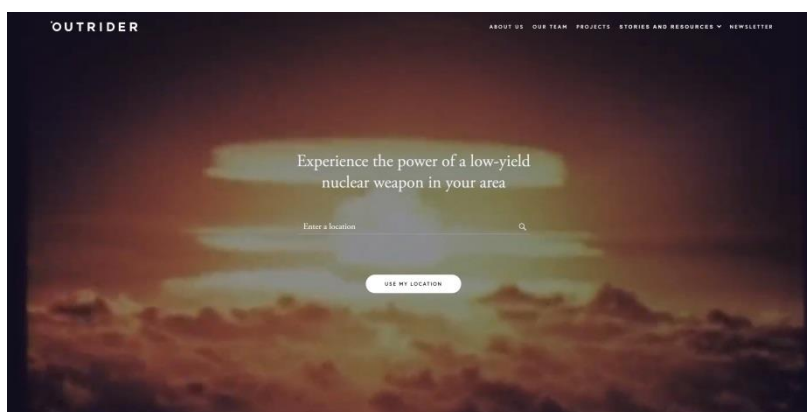 OUTRIDER
ABOUT US OUR TEAM PROJECTS STORIES AND RESOURCES NEWSLETTER
Experience the power of a low-yield
nuclear weapon in your area
Enter a location
USE MY LOCATION